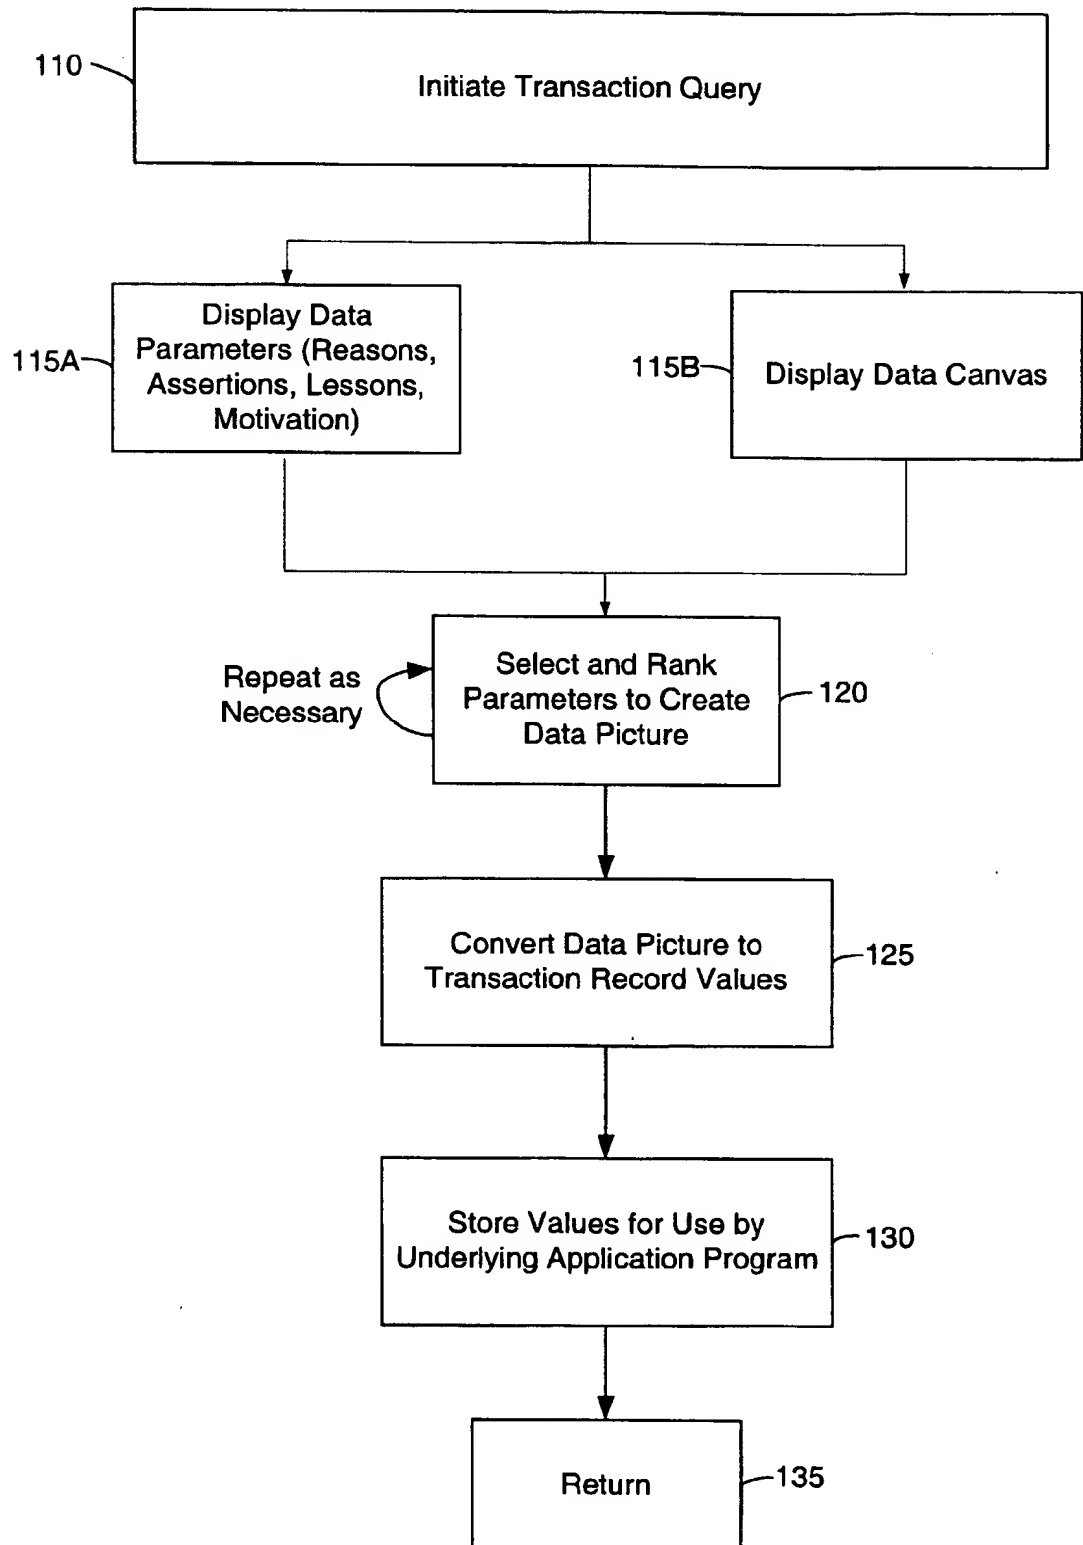 110
Initiate Transaction Query
Display Data
Parameters (Reasons,
Assertions, Lessons,
Motivation)
115A
115B
Display Data Canvas
Repeat as
Necessary
Select and Rank
Parameters to Create
Data Picture
120
Convert Data Picture to
Transaction Record Values
125
Store Values for Use by
Underlying Application Program
130
Return
135